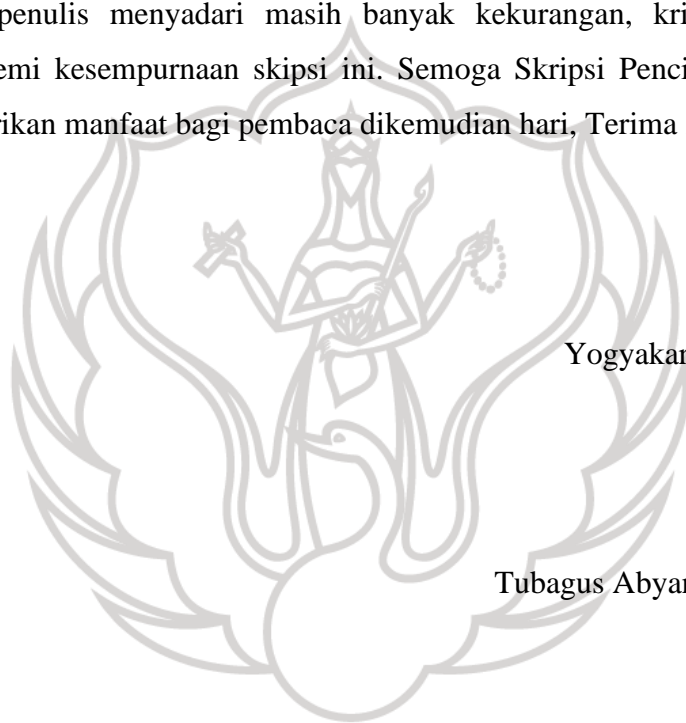 penulis menyadari masih banyak kekurangan, kri
emi kesempurnaan skipsi ini. Semoga Skripsi Penci
rikan manfaat bagi pembaca dikemudian hari, Terima
Yogyakar
Tubagus Abyar